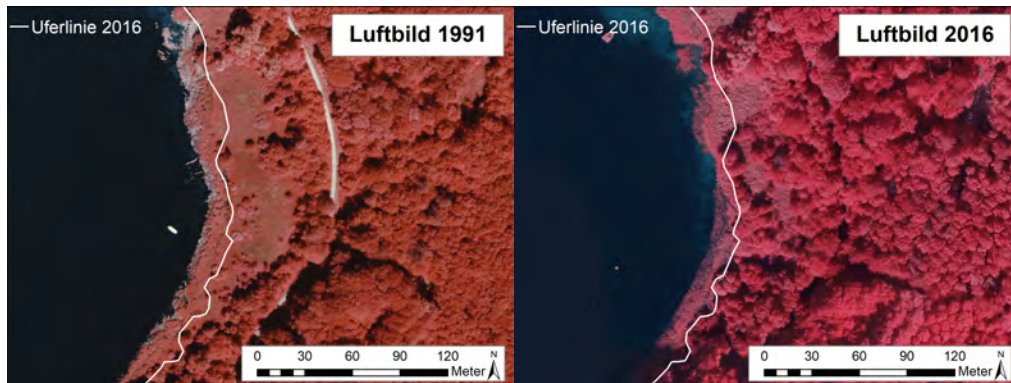 Uferlinie 2016
Luftbild 1991
0 30 60 90 120
Meter
N
Uferlinie 2016
Luftbild 2016
0 30 60 90 120
Meter
N